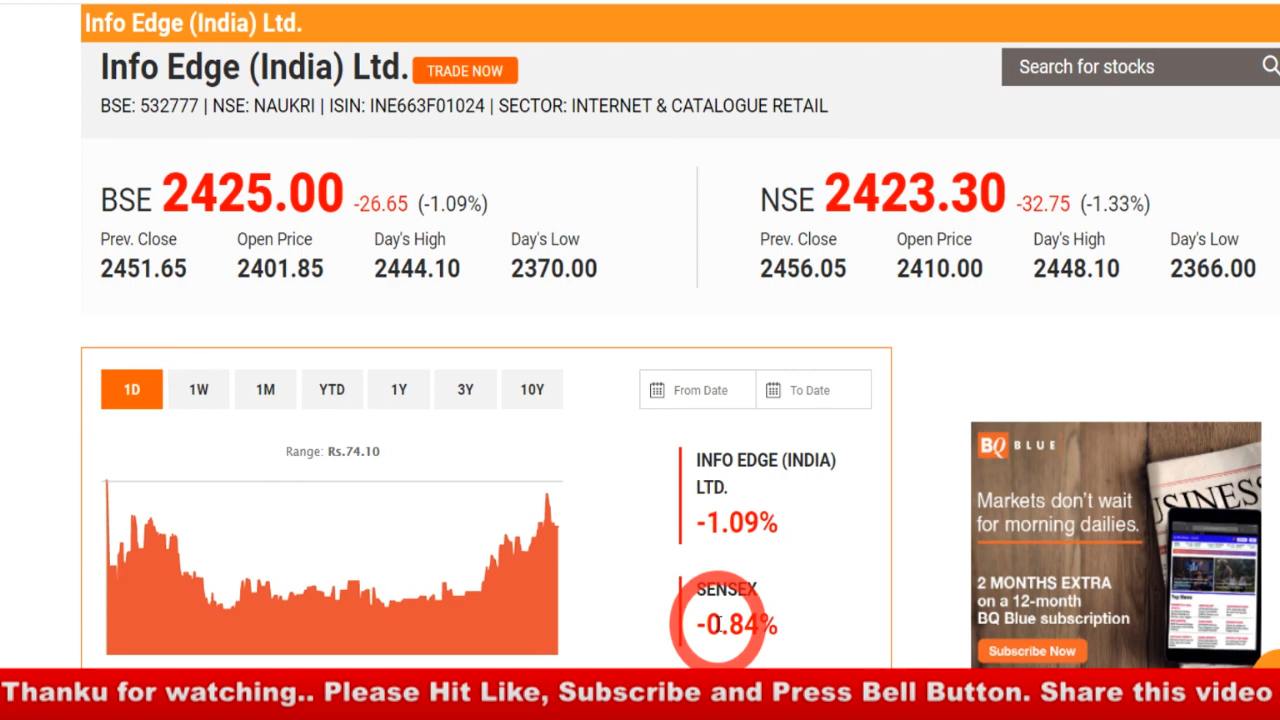 Info Edge (India) Ltd.
Info Edge (India) Ltd. TRADE NOW
Search for stocks
BSE: 532777 | NSE: NAUKRI | ISIN: INE663F01024 | SECTOR: INTERNET & CATALOGUE RETAIL
BSE 2425.00 -26.65 (-1.09%)
Prev. Close Open Price Day's High Day's Low
2451.65 2401.85 2444.10 2370.00
NSE 2423.30 -32.75 (-1.33%)
Prev. Close Open Price Day's High Day's Low
2456.05 2410.00 2448.10 2366.00
1D 1W 1M YTD 1Y 3Y 10Y
From Date To Date
Range: Rs.74.10
INFO EDGE (INDIA)
LTD.
-1.09%
SENSEX
-0.84%
BQ BLUE
Markets don't wait
for morning dailies.
2 MONTHS EXTRA
on a 12-month
BQ Blue subscription
Subscribe Now
USINESS
Top News
Thanku for watching.. Please Hit Like, Subscribe and Press Bell Button. Share this video